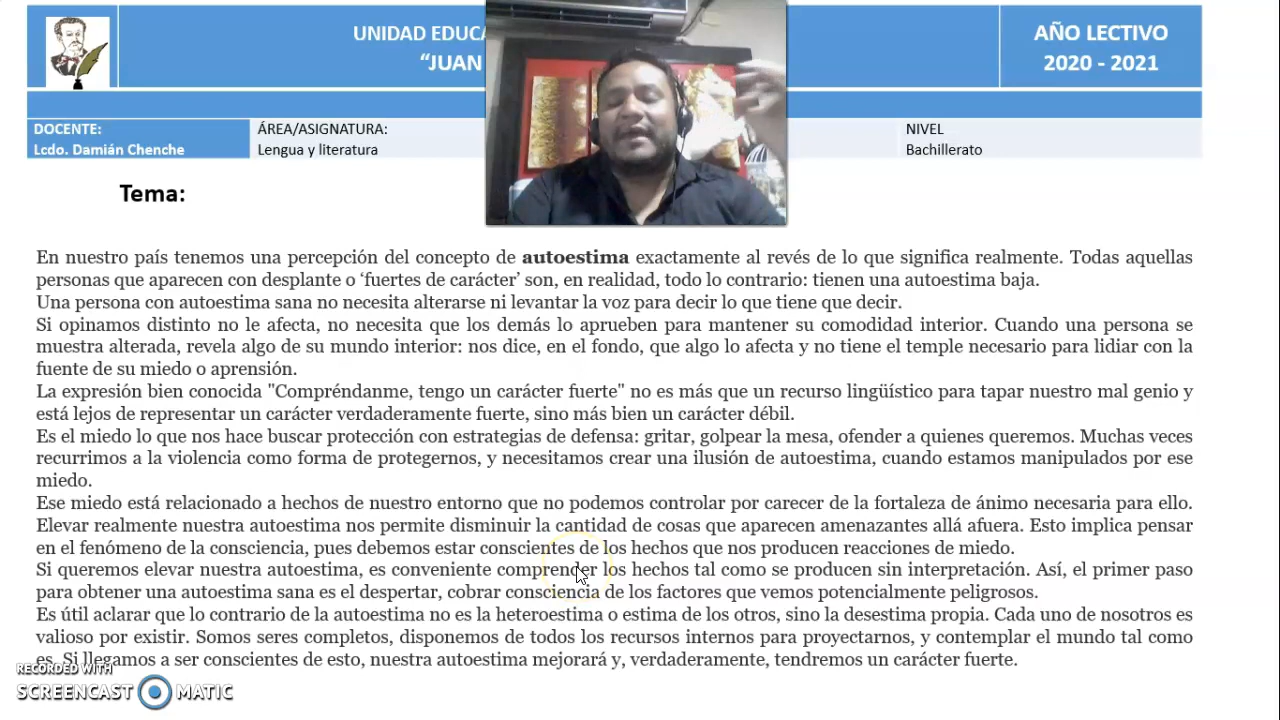 UNIDAD EDUCA
“JUAN
AÑO LECTIVO
2020 - 2021
DOCENTE:
Lcdo. Damián Chenche
ÁREA/ASIGNATURA:
Lengua y literatura
NIVEL
Bachillerato
Tema:
En nuestro país tenemos una percepción del concepto de autoestima exactamente al revés de lo que significa realmente. Todas aquellas
personas que aparecen con desplante o ‘fuertes de carácter’ son, en realidad, todo lo contrario: tienen una autoestima baja.
Una persona con autoestima sana no necesita alterarse ni levantar la voz para decir lo que tiene que decir.
Si opinamos distinto no le afecta, no necesita que los demás lo aprueben para mantener su comodidad interior. Cuando una persona se
muestra alterada, revela algo de su mundo interior: nos dice, en el fondo, que algo lo afecta y no tiene el temple necesario para lidiar con la
fuente de su miedo o aprensión.
La expresión bien conocida "Compréndanme, tengo un carácter fuerte" no es más que un recurso lingüístico para tapar nuestro mal genio y
está lejos de representar un carácter verdaderamente fuerte, sino más bien un carácter débil.
Es el miedo lo que nos hace buscar protección con estrategias de defensa: gritar, golpear la mesa, ofender a quienes queremos. Muchas veces
recurrimos a la violencia como forma de protegernos, y necesitamos crear una ilusión de autoestima, cuando estamos manipulados por ese
miedo.
Ese miedo está relacionado a hechos de nuestro entorno que no podemos controlar por carecer de la fortaleza de ánimo necesaria para ello.
Elevar realmente nuestra autoestima nos permite disminuir la cantidad de cosas que aparecen amenazantes allá afuera. Esto implica pensar
en el fenómeno de la consciencia, pues debemos estar conscientes de los hechos que nos producen reacciones de miedo.
Si queremos elevar nuestra autoestima, es conveniente comprender los hechos tal como se producen sin interpretación. Así, el primer paso
para obtener una autoestima sana es el despertar, cobrar consciencia de los factores que vemos potencialmente peligrosos.
Es útil aclarar que lo contrario de la autoestima no es la heteroestima o estima de los otros, sino la desestima propia. Cada uno de nosotros es
valioso por existir. Somos seres completos, disponemos de todos los recursos internos para proyectarnos, y contemplar el mundo tal como
es. Si llegamos a ser conscientes de esto, nuestra autoestima mejorará y, verdaderamente, tendremos un carácter fuerte.
RECORDED WITH
SCREENCAST MATIC